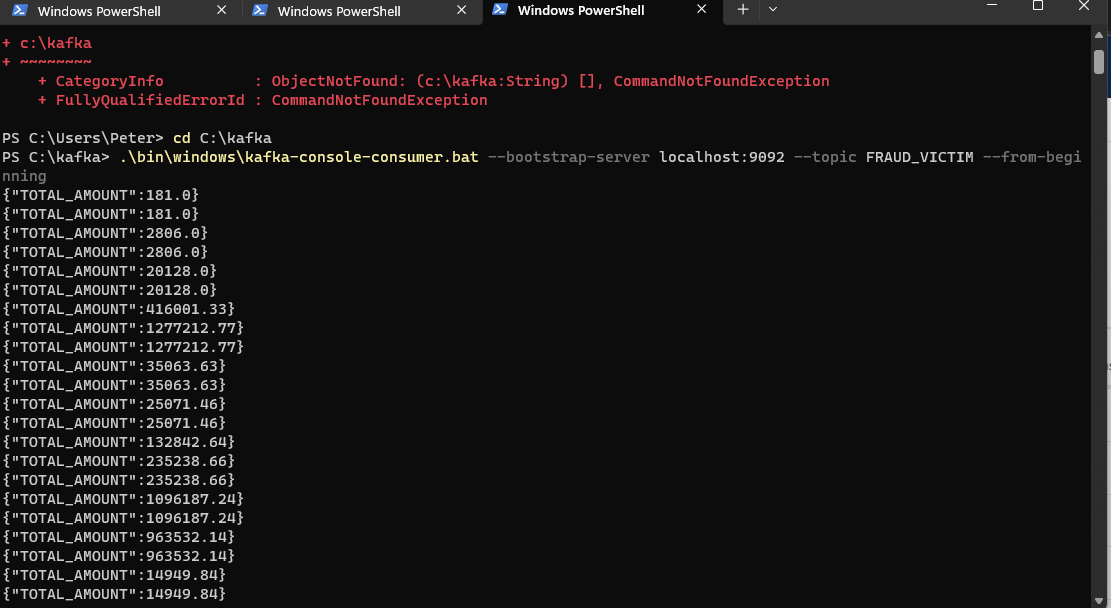 Windows PowerShell
Windows PowerShell
Windows PowerShell
+ c:\kafka
+ ~~~~~~~~
    + CategoryInfo          : ObjectNotFound: (c:\kafka:String) [], CommandNotFoundException
    + FullyQualifiedErrorId : CommandNotFoundException
PS C:\Users\Peter> cd C:\kafka
PS C:\kafka> .\bin\windows\kafka-console-consumer.bat --bootstrap-server localhost:9092 --topic FRAUD_VICTIM --from-begi
nning
{"TOTAL_AMOUNT":181.0}
{"TOTAL_AMOUNT":181.0}
{"TOTAL_AMOUNT":2806.0}
{"TOTAL_AMOUNT":2806.0}
{"TOTAL_AMOUNT":20128.0}
{"TOTAL_AMOUNT":20128.0}
{"TOTAL_AMOUNT":416001.33}
{"TOTAL_AMOUNT":1277212.77}
{"TOTAL_AMOUNT":1277212.77}
{"TOTAL_AMOUNT":35063.63}
{"TOTAL_AMOUNT":35063.63}
{"TOTAL_AMOUNT":25071.46}
{"TOTAL_AMOUNT":25071.46}
{"TOTAL_AMOUNT":132842.64}
{"TOTAL_AMOUNT":235238.66}
{"TOTAL_AMOUNT":235238.66}
{"TOTAL_AMOUNT":1096187.24}
{"TOTAL_AMOUNT":1096187.24}
{"TOTAL_AMOUNT":963532.14}
{"TOTAL_AMOUNT":963532.14}
{"TOTAL_AMOUNT":14949.84}
{"TOTAL_AMOUNT":14949.84}